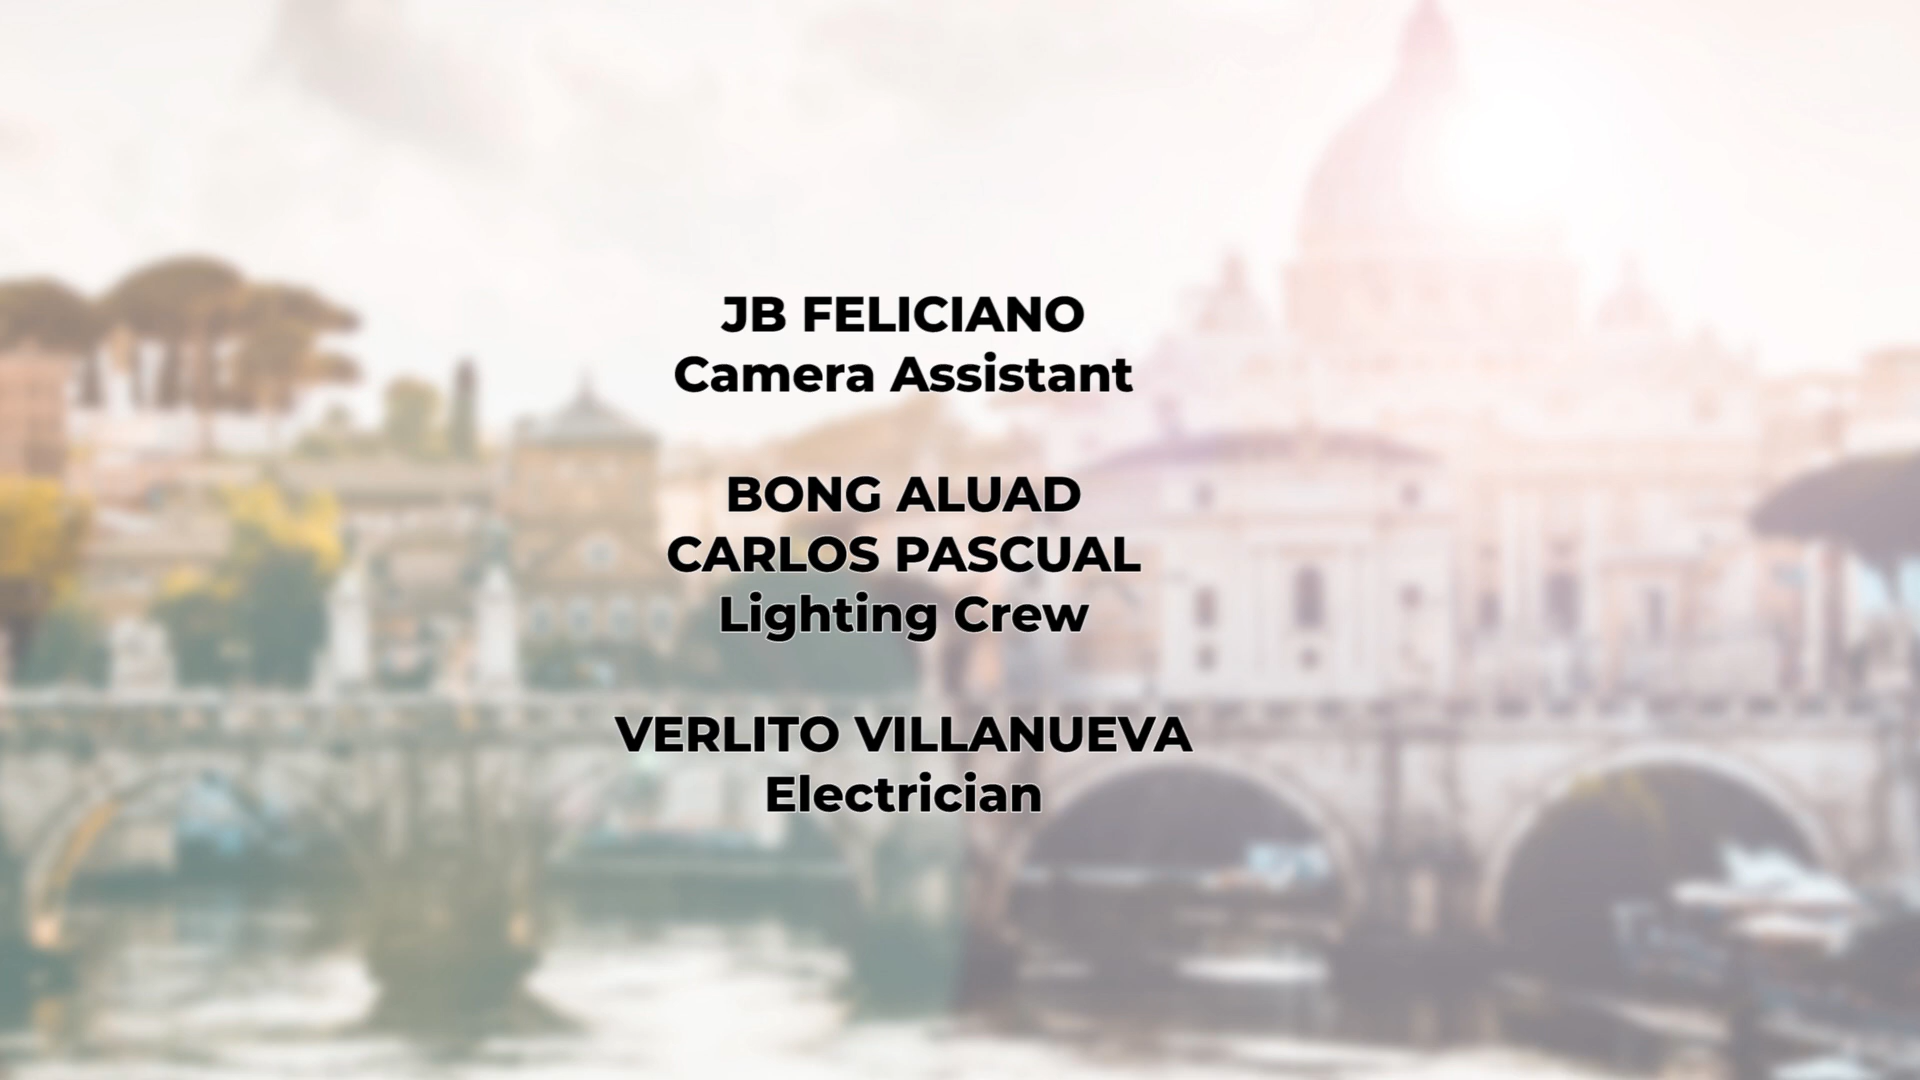 JB FELICIANO
Camera Assistant
BONG ALUAD
CARLOS PASCUAL
Lighting Crew
VERLITO VILLANUEVA
Electrician